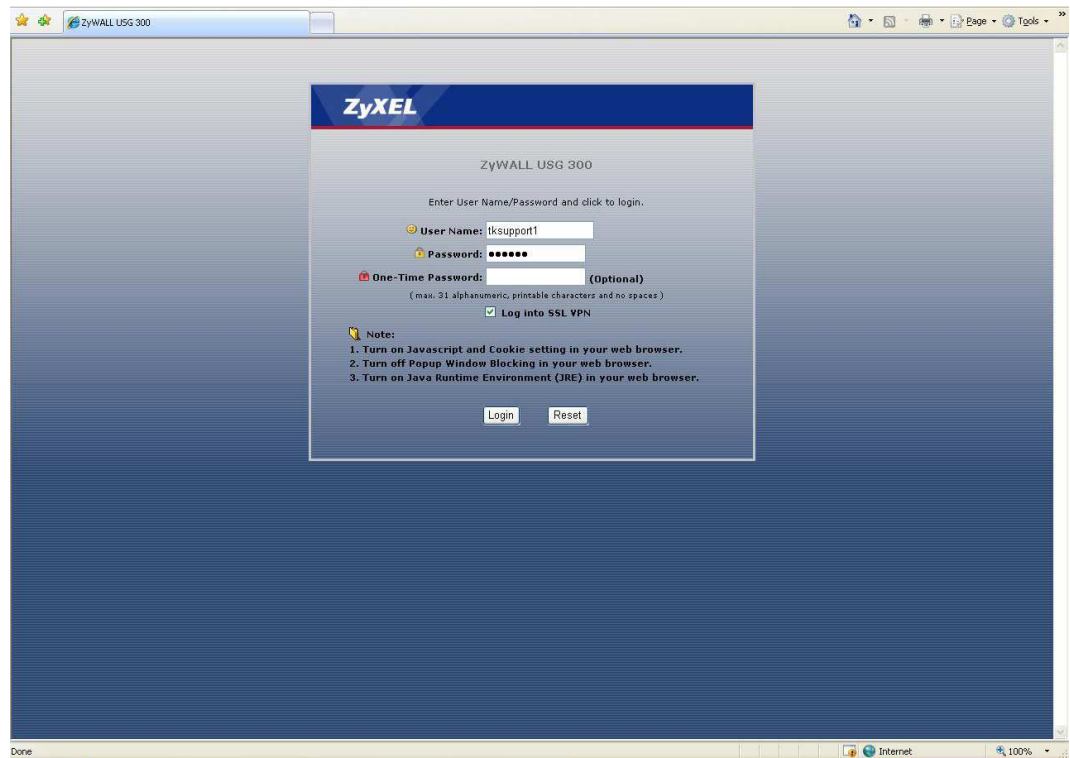 ZyWALL USG 300
Page Tools »
ZyXEL
ZyWALL USG 300
Enter User Name/Password and click to login.
User Name: tksupport1
Password: ●●●●●●
One-Time Password: (Optional)
( max. 31 alphanumeric, printable characters and no spaces )
Log into SSL VPN
Note:
1. Turn on Javascript and Cookie setting in your web browser.
2. Turn off Popup Window Blocking in your web browser.
3. Turn on Java Runtime Environment (JRE) in your web browser.
Login Reset
Done Internet 100%